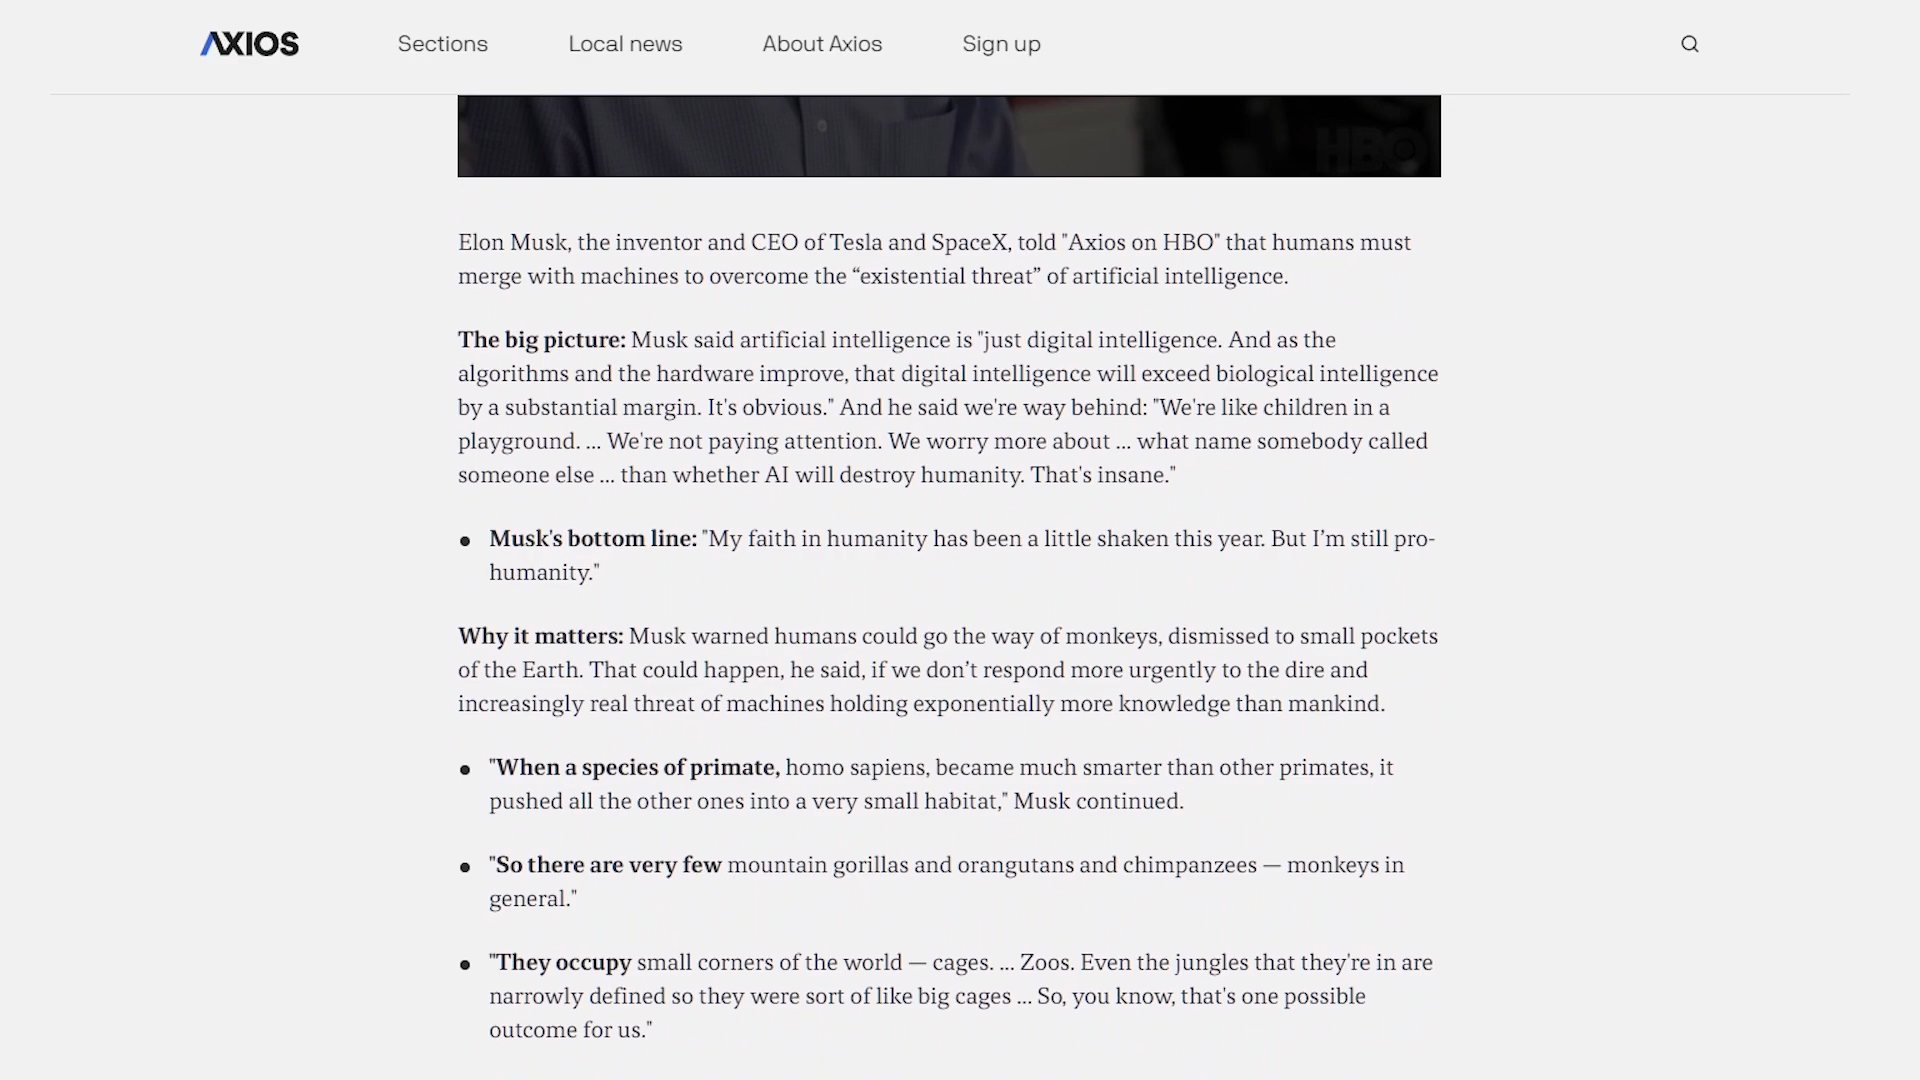 AXIOS Sections Local news About Axios Sign up
HBO
Elon Musk, the inventor and CEO of Tesla and SpaceX, told "Axios on HBO" that humans must
merge with machines to overcome the “existential threat” of artificial intelligence.
The big picture: Musk said artificial intelligence is "just digital intelligence. And as the
algorithms and the hardware improve, that digital intelligence will exceed biological intelligence
by a substantial margin. It's obvious." And he said we're way behind: "We're like children in a
playground. ... We're not paying attention. We worry more about ... what name somebody called
someone else ... than whether AI will destroy humanity. That's insane."
● Musk's bottom line: "My faith in humanity has been a little shaken this year. But I’m still pro-
humanity."
Why it matters: Musk warned humans could go the way of monkeys, dismissed to small pockets
of the Earth. That could happen, he said, if we don’t respond more urgently to the dire and
increasingly real threat of machines holding exponentially more knowledge than mankind.
● "When a species of primate, homo sapiens, became much smarter than other primates, it
pushed all the other ones into a very small habitat," Musk continued.
● "So there are very few mountain gorillas and orangutans and chimpanzees — monkeys in
general."
● "They occupy small corners of the world — cages. ... Zoos. Even the jungles that they're in are
narrowly defined so they were sort of like big cages ... So, you know, that's one possible
outcome for us."